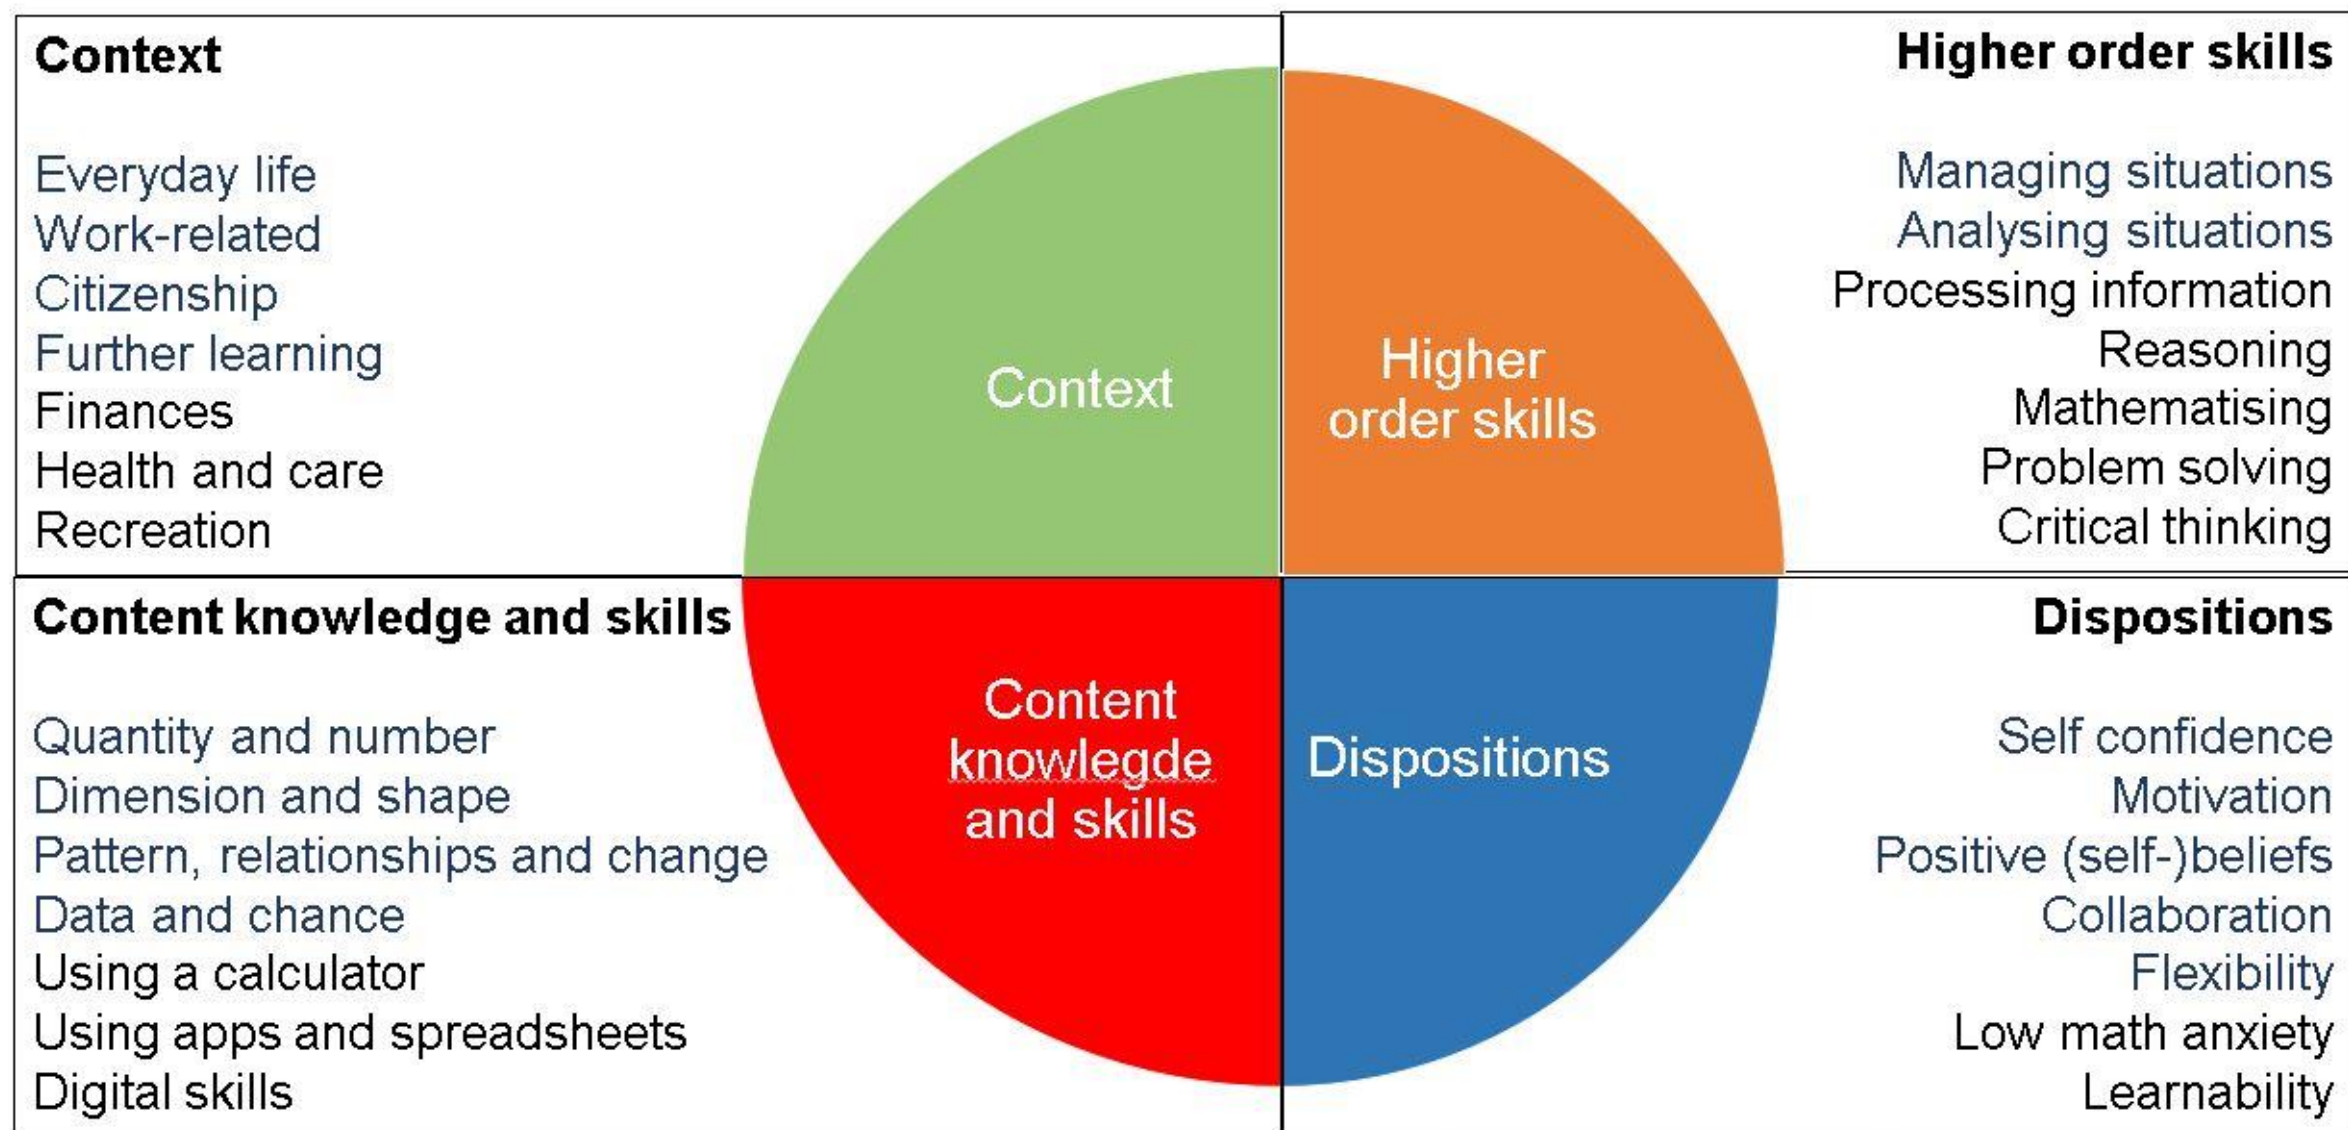 Context
Everyday life
Work-related
Citizenship
Further learning
Finances
Health and care
Recreation
Higher order skills
Managing situations
Analysing situations
Processing information
Reasoning
Mathematising
Problem solving
Critical thinking
Context
Higher
order skills
Content knowledge and skills
Quantity and number
Dimension and shape
Pattern, relationships and change
Data and chance
Using a calculator
Using apps and spreadsheets
Digital skills
Content
knowlegde
and skills
Dispositions
Dispositions
Self confidence
Motivation
Positive (self-)beliefs
Collaboration
Flexibility
Low math anxiety
Learnability